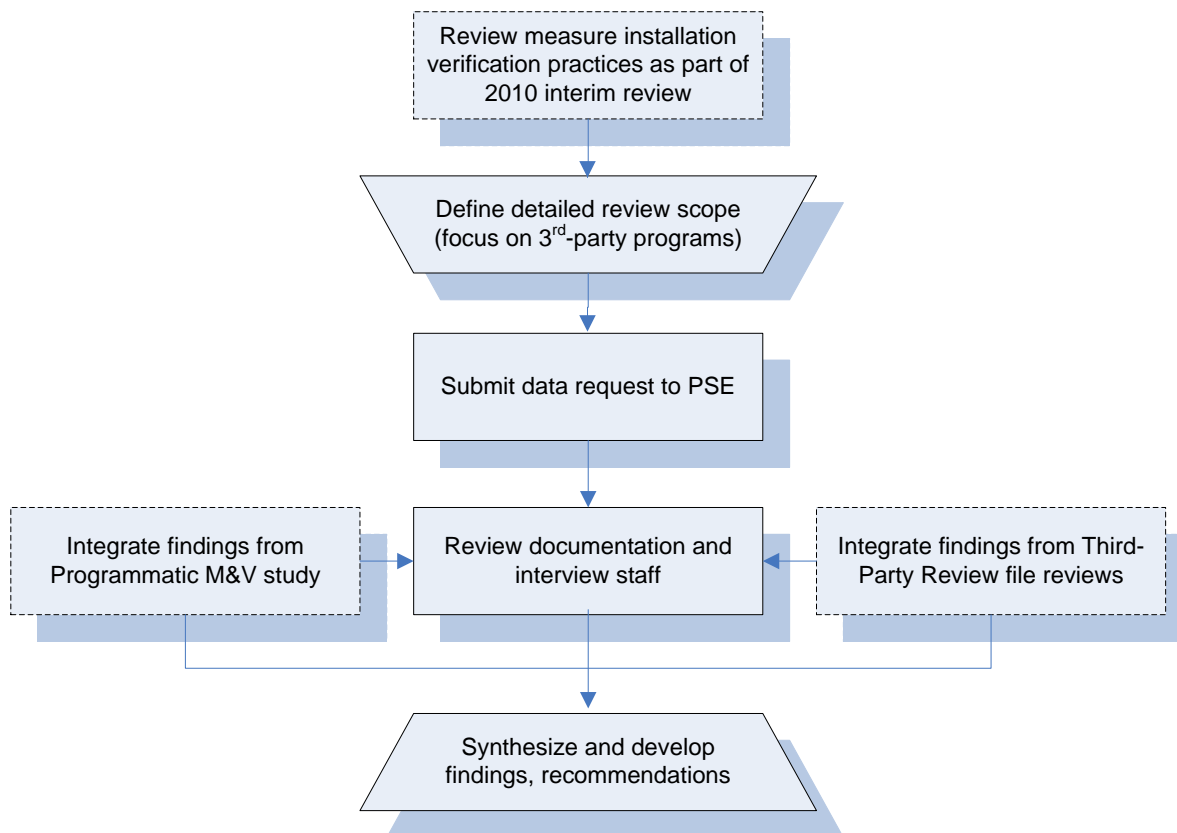 Review measure installation
verification practices as part of
2010 interim review
Define detailed review scope
(focus on 3rd-party programs)
Submit data request to PSE
Integrate findings from
Programmatic M&V study
Review documentation and
interview staff
Integrate findings from Third-
Party Review file reviews
Synthesize and develop
findings, recommendations